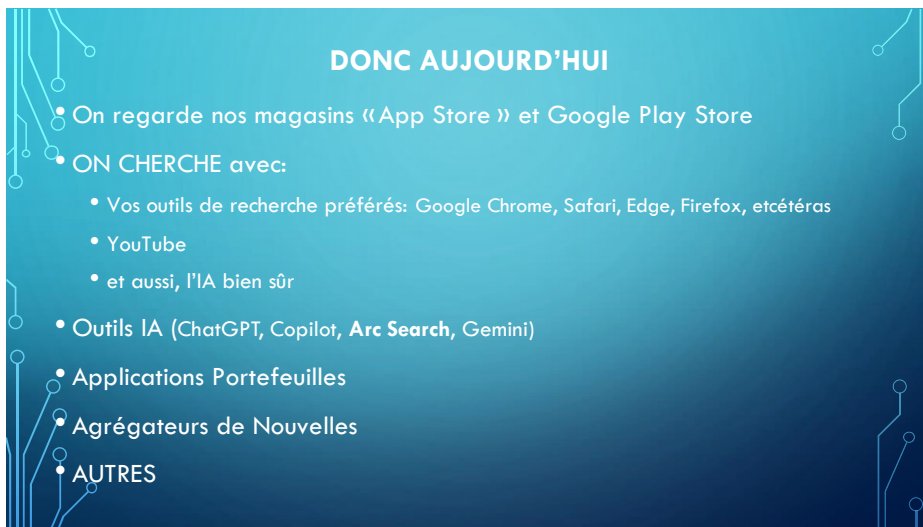 DONC AUJOURD'HUI
• On regarde nos magasins «App Store » et Google Play Store
• ON CHERCHE avec:
• Vos outils de recherche préférés: Google Chrome, Safari, Edge, Firefox, etcétéras
• YouTube
• et aussi, l'IA bien sûr
• Outils IA (ChatGPT, Copilot, Arc Search, Gemini)
• Applications Portefeuilles
• Agrégateurs de Nouvelles
• AUTRES